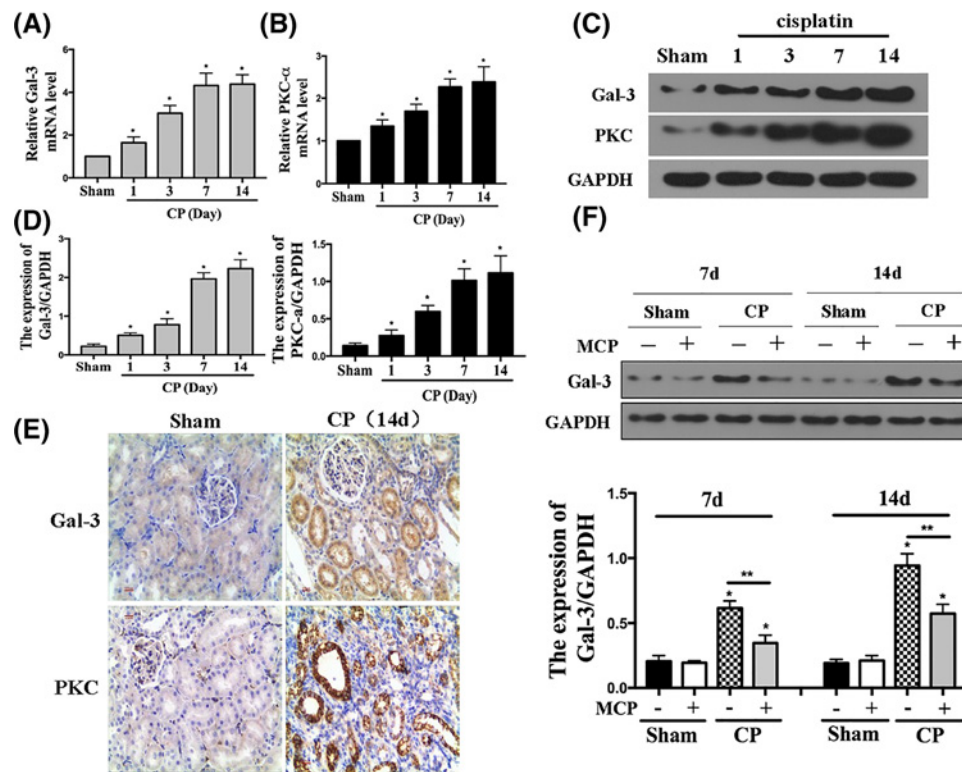 (A)
Relative Gal-3
mRNA level
6
4
2
0
*
*
*
*
Sham
1
3
7
14
CP (Day)
(B)
Relative PKC-α
mRNA level
3
2
1
0
*
*
*
*
Sham
1
3
7
14
CP (Day)
(C)
cisplatin
Sham 1 3 7 14
Gal-3
PKC
GAPDH
(D)
The expression of
Gal-3/GAPDH
3
2
1
0
*
*
*
*
Sham
1
3
7
14
CP (Day)
The expression of
PKC-a/GAPDH
1.5
1.0
0.5
0.0
*
*
*
*
Sham
1
3
7
14
CP (Day)
(E)
Sham CP（14d）
Gal-3
PKC
(F)
7d 14d
Sham CP Sham CP
MCP − + − + − + − +
Gal-3
GAPDH
The expression of
Gal-3/GAPDH
1.5
1.0
0.5
0.0
7d 14d
*
**
*
*
**
*
MCP - + - + - + - +
Sham CP Sham CP